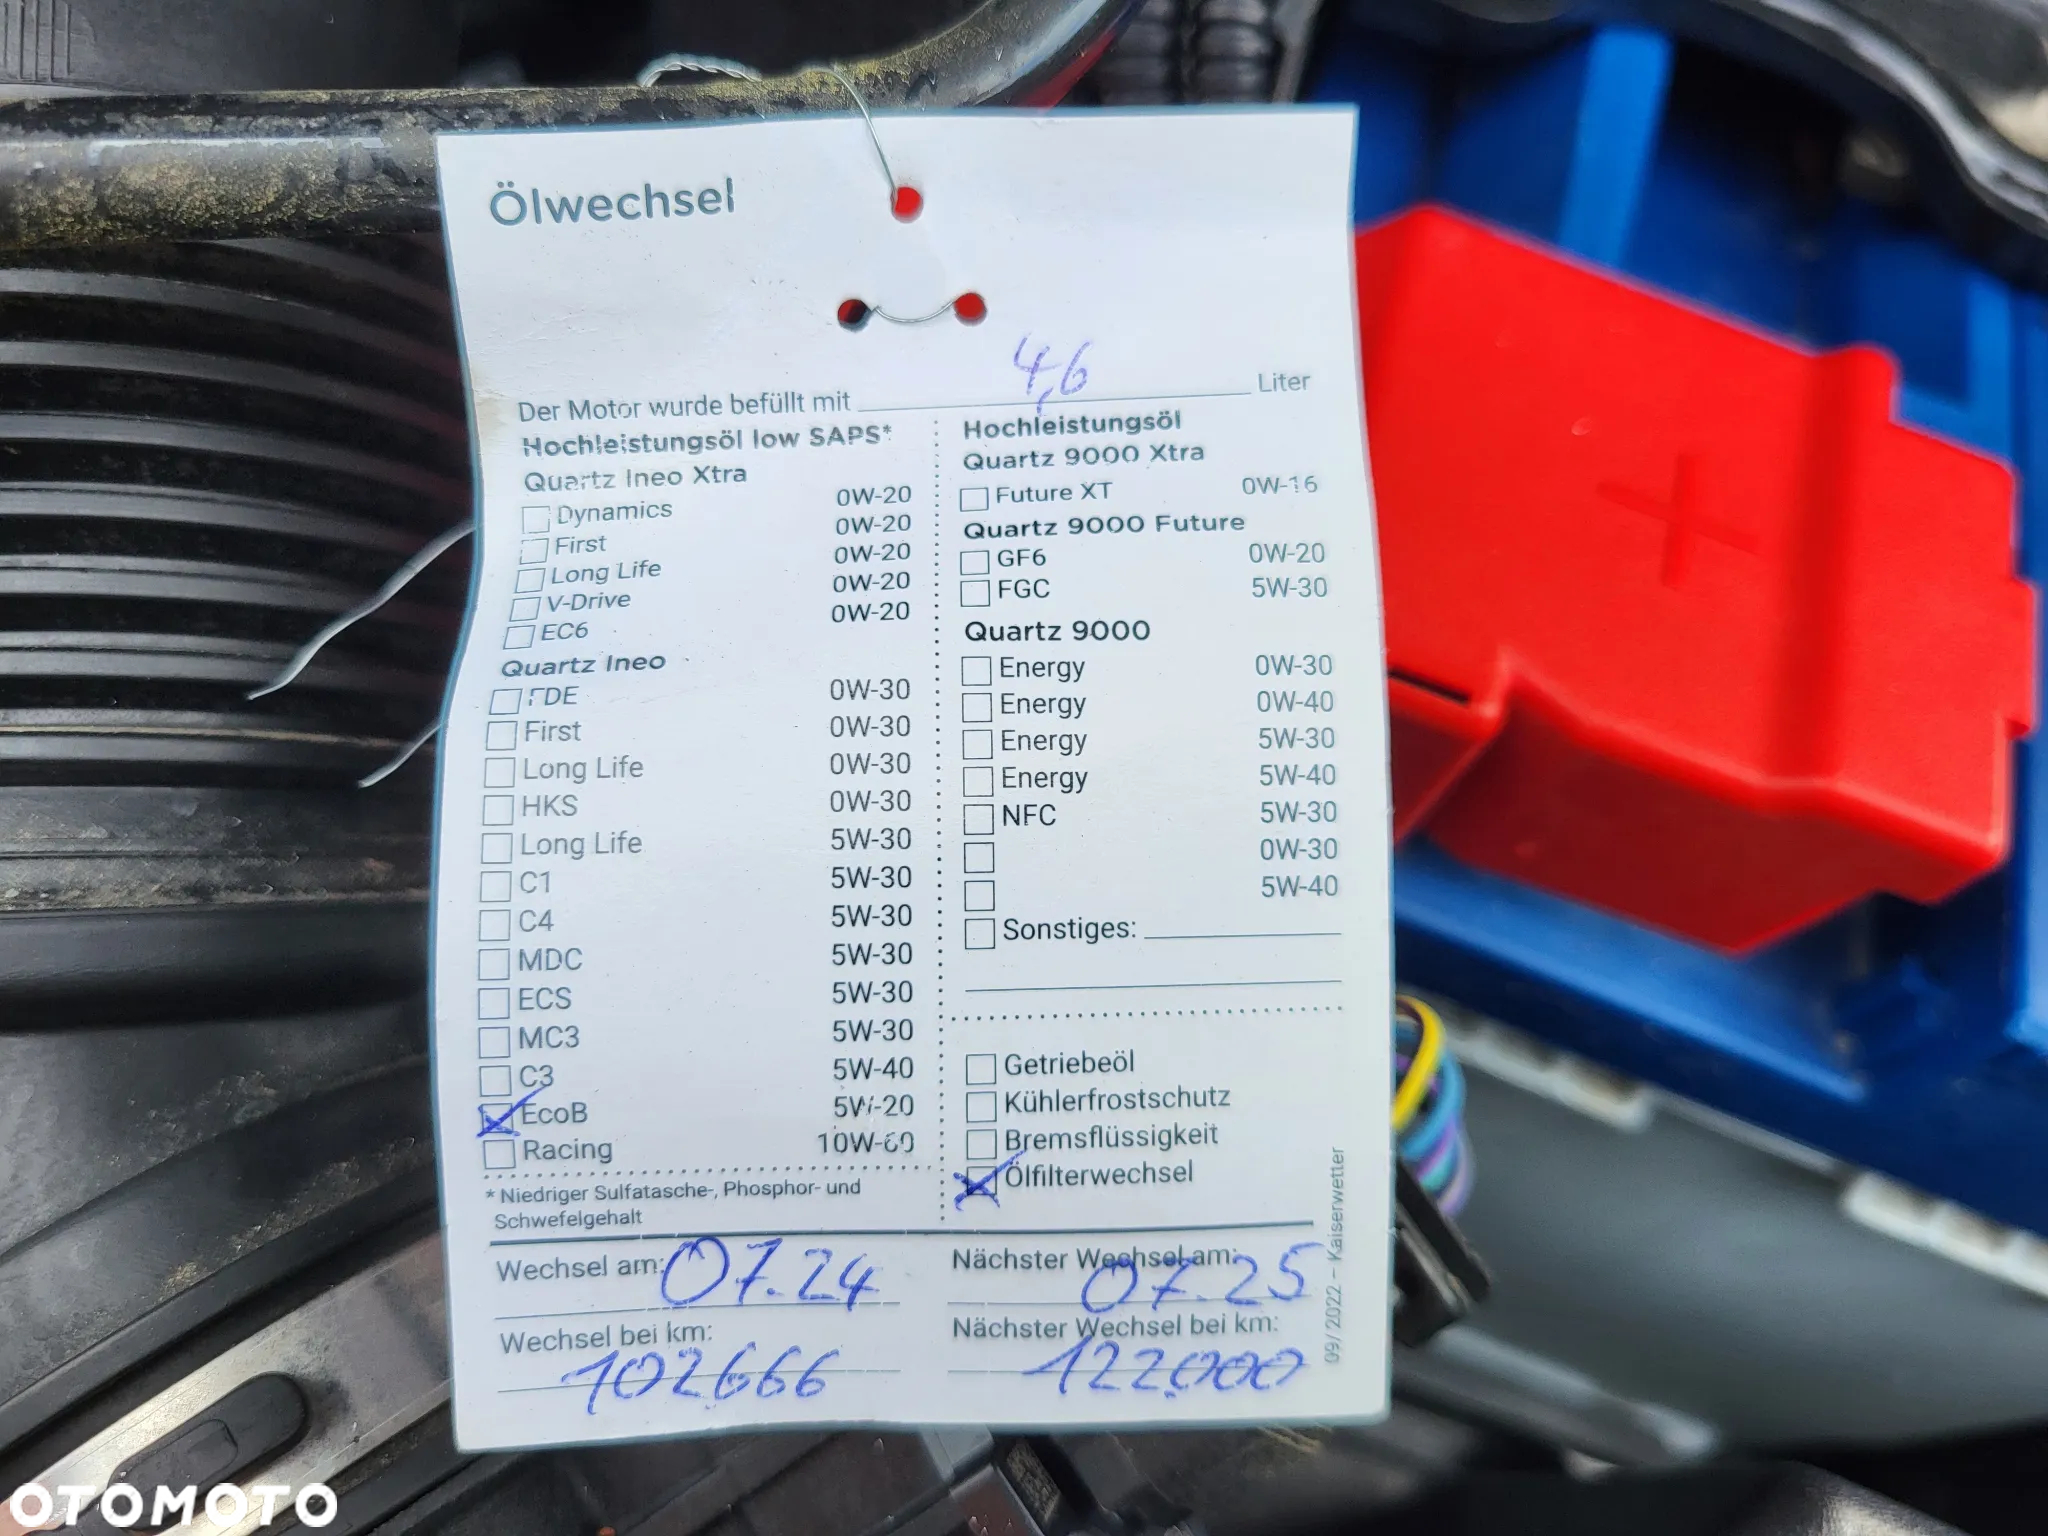 Ölwechsel
Der Motor wurde befüllt mit 4,6 Liter
Hochleistungsöl low SAPS*
Quartz Ineo Xtra
Dynamics 0W-20
First 0W-20
Long Life 0W-20
V-Drive 0W-20
EC6 0W-20
Quartz Ineo
FDE 0W-30
First 0W-30
Long Life 0W-30
HKS 0W-30
Long Life 5W-30
C1 5W-30
C4 5W-30
MDC 5W-30
ECS 5W-30
MC3 5W-30
C3 5W-40
EcoB 5W-20
Racing 10W-60
* Niedriger Sulfatasche-, Phosphor- und
Schwefelgehalt
Hochleistungsöl
Quartz 9000 Xtra
Future XT 0W-16
Quartz 9000 Future
GF6 0W-20
FGC 5W-30
Quartz 9000
Energy 0W-30
Energy 0W-40
Energy 5W-30
Energy 5W-40
NFC 5W-30
0W-30
5W-40
Sonstiges:
Getriebeöl
Kühlerfrostschutz
Bremsflüssigkeit
Ölfilterwechsel
Wechsel am: 07.24
Nächster Wechsel am: 07.25
Wechsel bei km: 102666
Nächster Wechsel bei km: 122000
09/2022 – Kaiserwetter
OTOMOTO